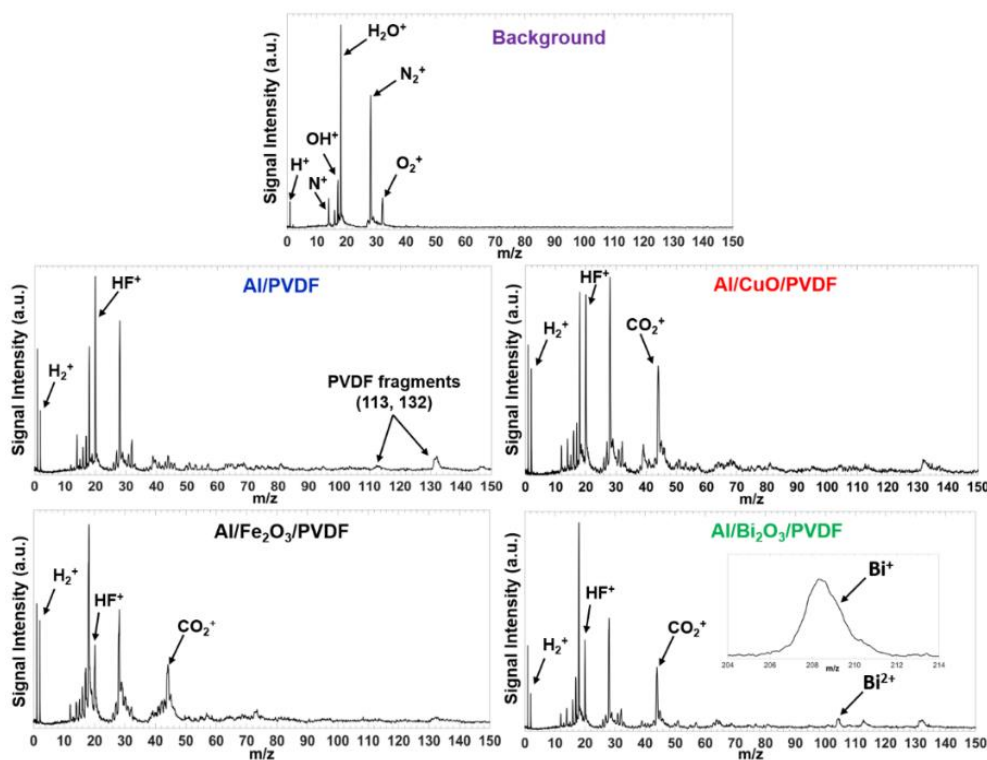 Background
Signal Intensity (a.u.)
H⁺
N⁺
OH⁺
H₂O⁺
N₂⁺
O₂⁺
0 10 20 30 40 50 60 70 80 90 100 110 120 130 140 150
m/z
Al/PVDF
Signal Intensity (a.u.)
H₂⁺
HF⁺
PVDF fragments
(113, 132)
0 10 20 30 40 50 60 70 80 90 100 110 120 130 140 150
m/z
Al/CuO/PVDF
Signal Intensity (a.u.)
H₂⁺
HF⁺
CO₂⁺
0 10 20 30 40 50 60 70 80 90 100 110 120 130 140 150
m/z
Al/Fe₂O₃/PVDF
Signal Intensity (a.u.)
H₂⁺
HF⁺
CO₂⁺
0 10 20 30 40 50 60 70 80 90 100 110 120 130 140 150
m/z
Al/Bi₂O₃/PVDF
Signal Intensity (a.u.)
H₂⁺
HF⁺
CO₂⁺
Bi⁺
204 206 208 210 212 214
m/z
Bi²⁺
0 10 20 30 40 50 60 70 80 90 100 110 120 130 140 150
m/z